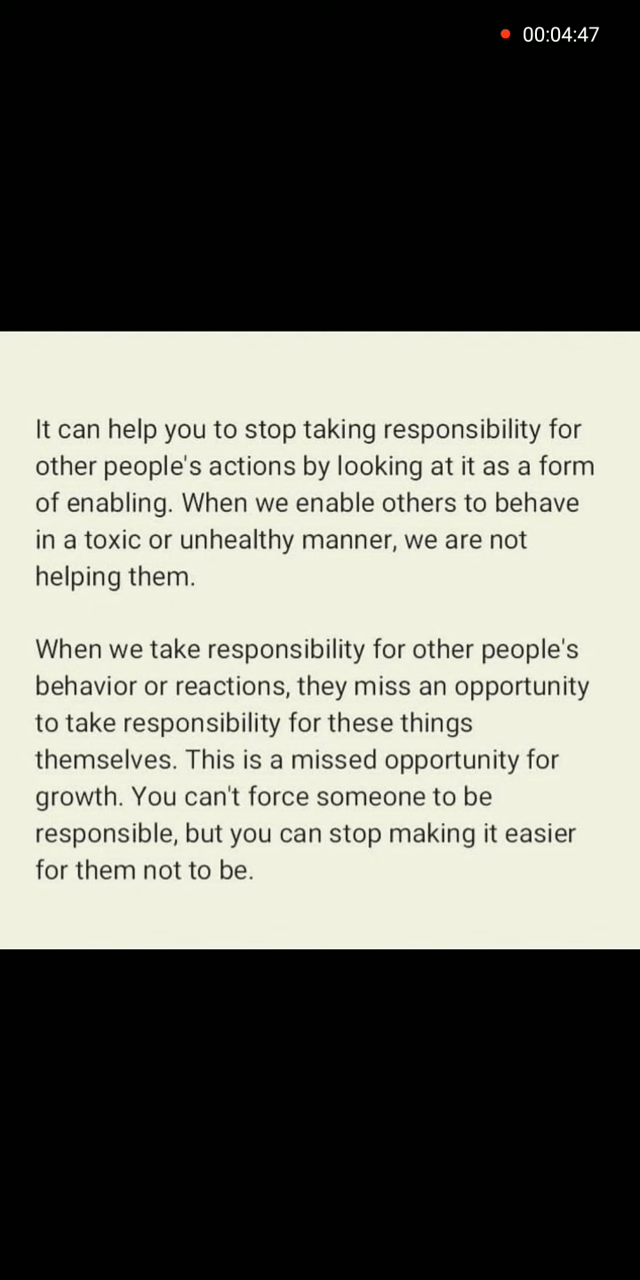 00:04:47
It can help you to stop taking responsibility for
other people's actions by looking at it as a form
of enabling. When we enable others to behave
in a toxic or unhealthy manner, we are not
helping them.
When we take responsibility for other people's
behavior or reactions, they miss an opportunity
to take responsibility for these things
themselves. This is a missed opportunity for
growth. You can't force someone to be
responsible, but you can stop making it easier
for them not to be.